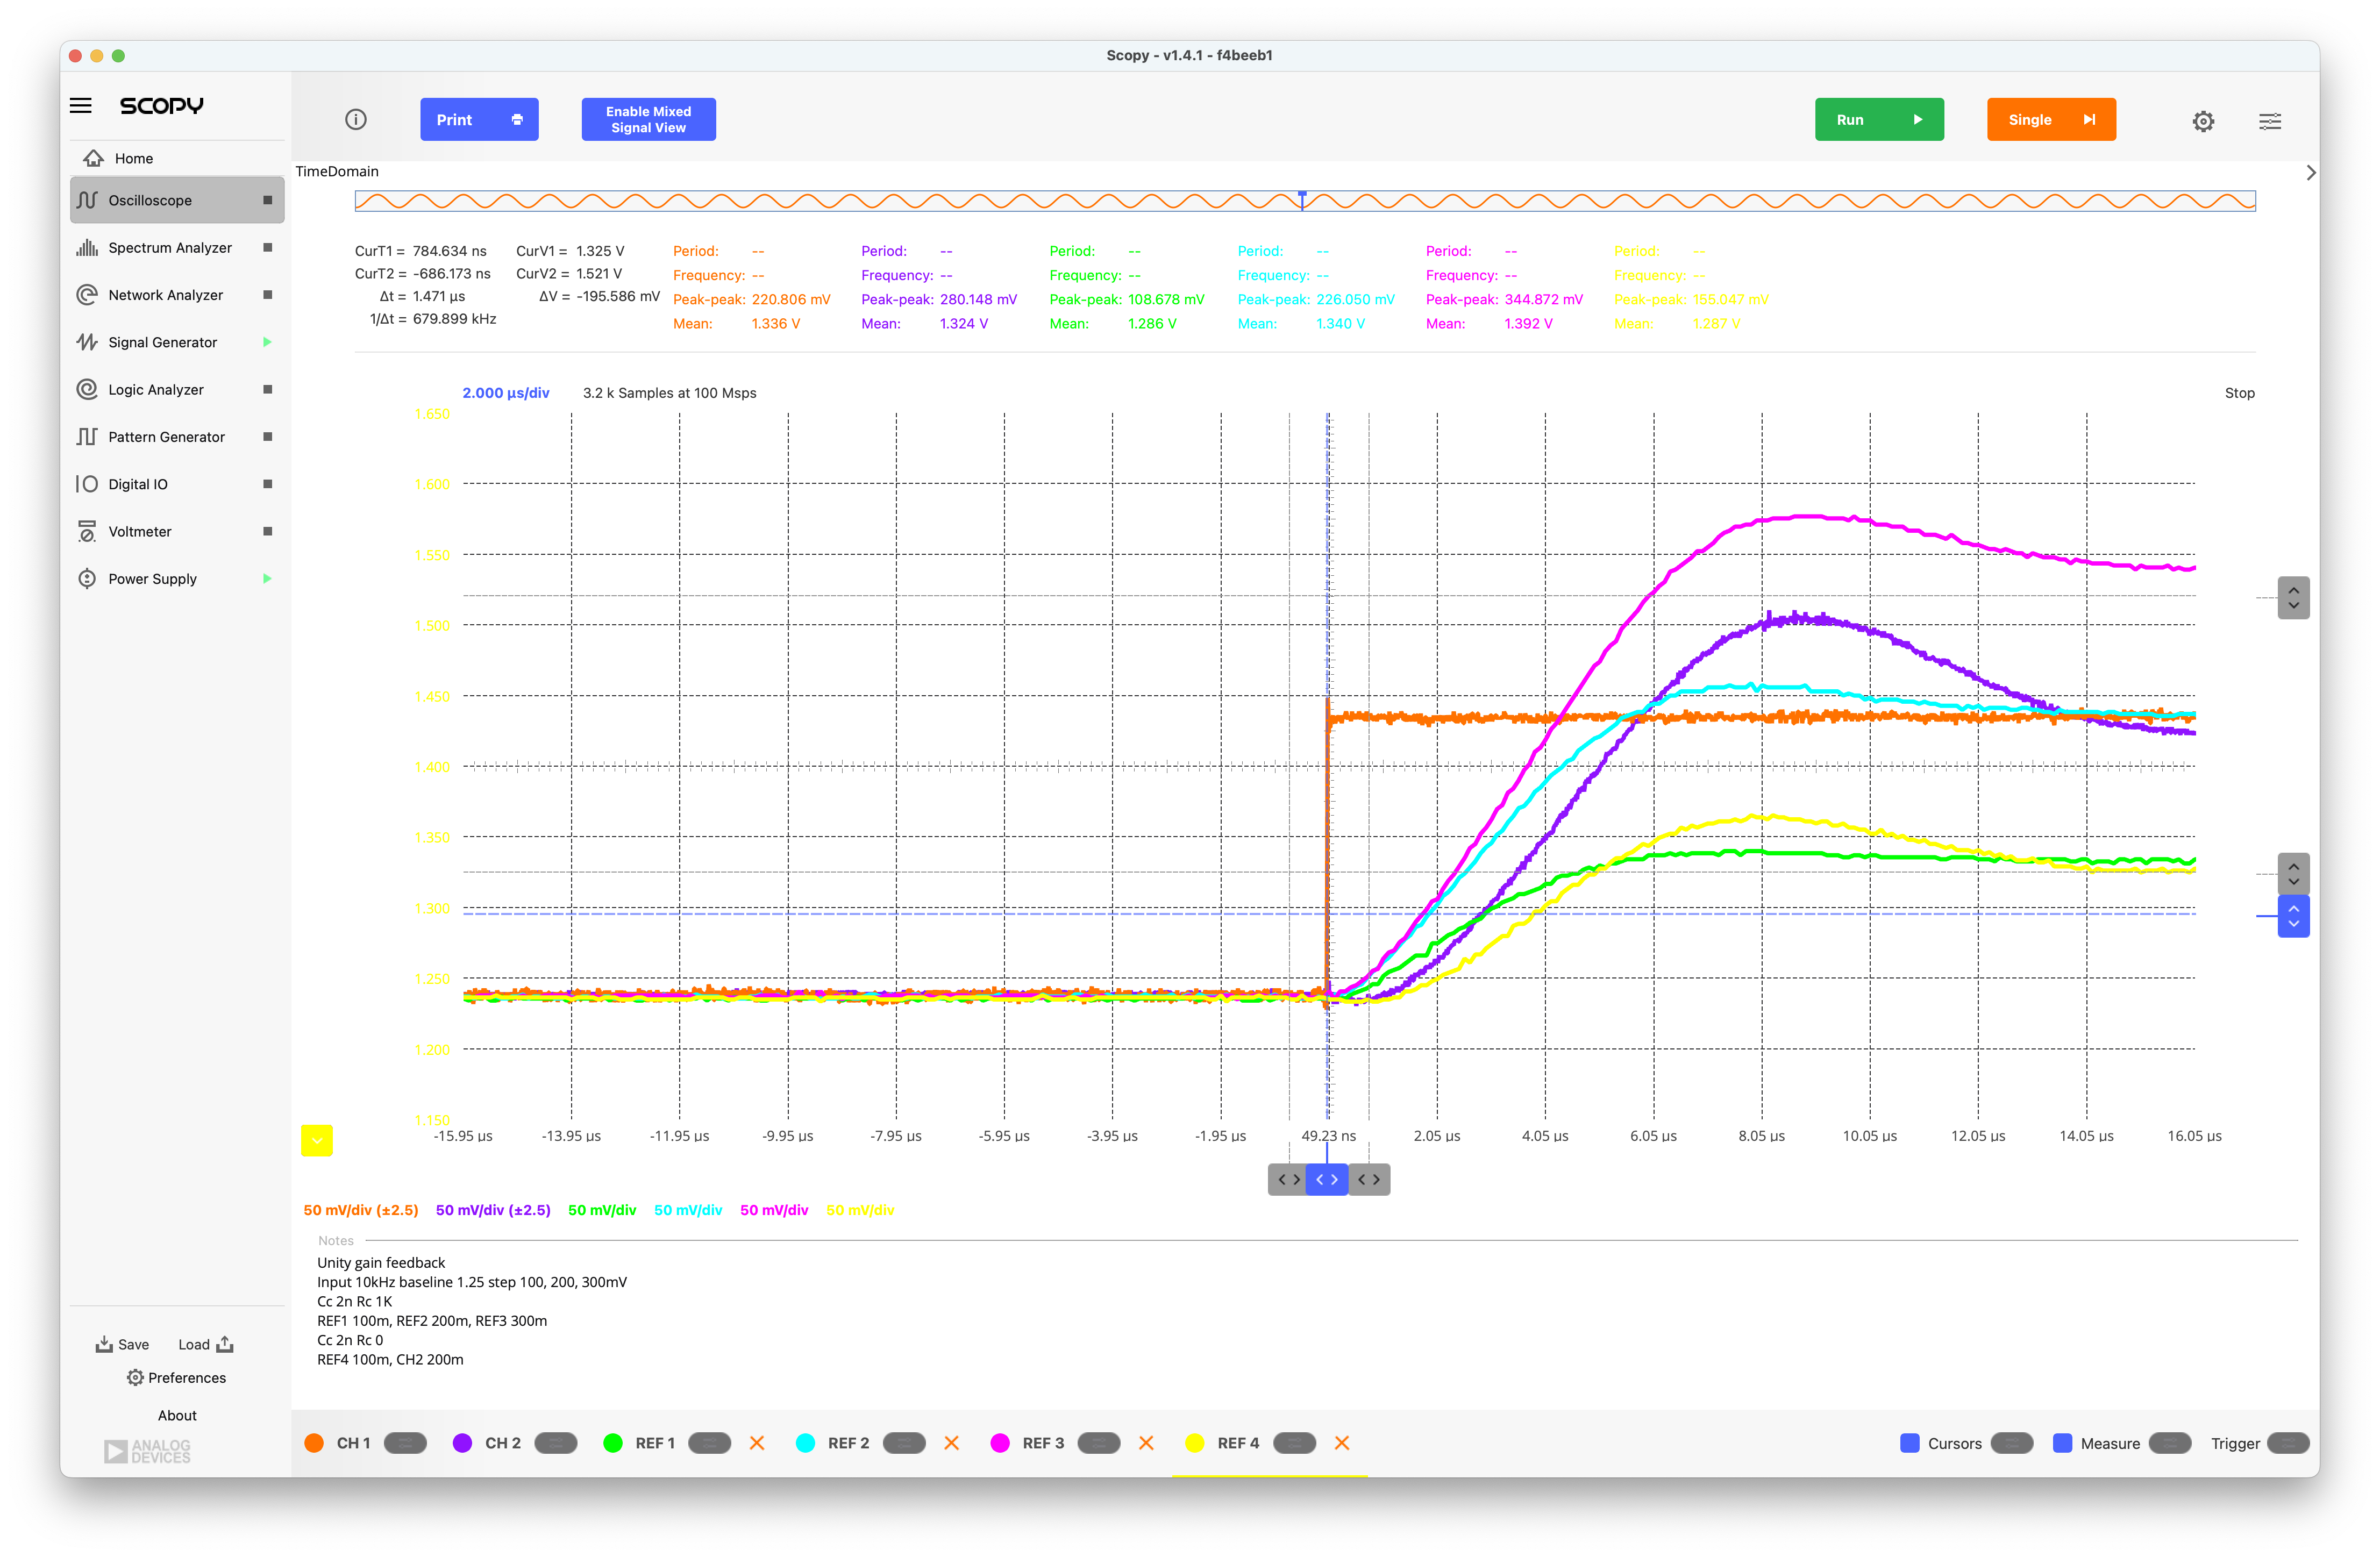 Scopy - v1.4.1 - f4beeb1
SCOPY
Print
Enable Mixed
Signal View
Run
Single
Home
Oscilloscope
Spectrum Analyzer
Network Analyzer
Signal Generator
Logic Analyzer
Pattern Generator
Digital IO
Voltmeter
Power Supply
Save
Load
Preferences
About
ANALOG
DEVICES
TimeDomain
CurT1 = 784.634 ns
CurT2 = -686.173 ns
Δt = 1.471 µs
1/Δt = 679.899 kHz
CurV1 = 1.325 V
CurV2 = 1.521 V
ΔV = -195.586 mV
Period: --
Frequency: --
Peak-peak: 220.806 mV
Mean: 1.336 V
Period: --
Frequency: --
Peak-peak: 280.148 mV
Mean: 1.324 V
Period: --
Frequency: --
Peak-peak: 108.678 mV
Mean: 1.286 V
Period: --
Frequency: --
Peak-peak: 226.050 mV
Mean: 1.340 V
Period: --
Frequency: --
Peak-peak: 344.872 mV
Mean: 1.392 V
Period: --
Frequency: --
Peak-peak: 155.047 mV
Mean: 1.287 V
2.000 µs/div
3.2 k Samples at 100 Msps
Stop
1.650
1.600
1.550
1.500
1.450
1.400
1.350
1.300
1.250
1.200
1.150
-15.95 µs
-13.95 µs
-11.95 µs
-9.95 µs
-7.95 µs
-5.95 µs
-3.95 µs
-1.95 µs
49.23 ns
2.05 µs
4.05 µs
6.05 µs
8.05 µs
10.05 µs
12.05 µs
14.05 µs
16.05 µs
50 mV/div (±2.5)
50 mV/div (±2.5)
50 mV/div
50 mV/div
50 mV/div
50 mV/div
Notes
Unity gain feedback
Input 10kHz baseline 1.25 step 100, 200, 300mV
Cc 2n Rc 1K
REF1 100m, REF2 200m, REF3 300m
Cc 2n Rc 0
REF4 100m, CH2 200m
CH 1
CH 2
REF 1
REF 2
REF 3
REF 4
Cursors
Measure
Trigger